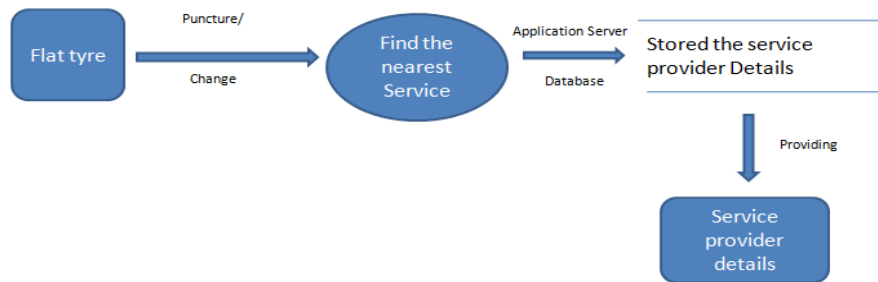 Flat tyre
Puncture/
Change
Find the
nearest
Service
Application Server
Database
Stored the service
provider Details
Providing
Service
provider
details